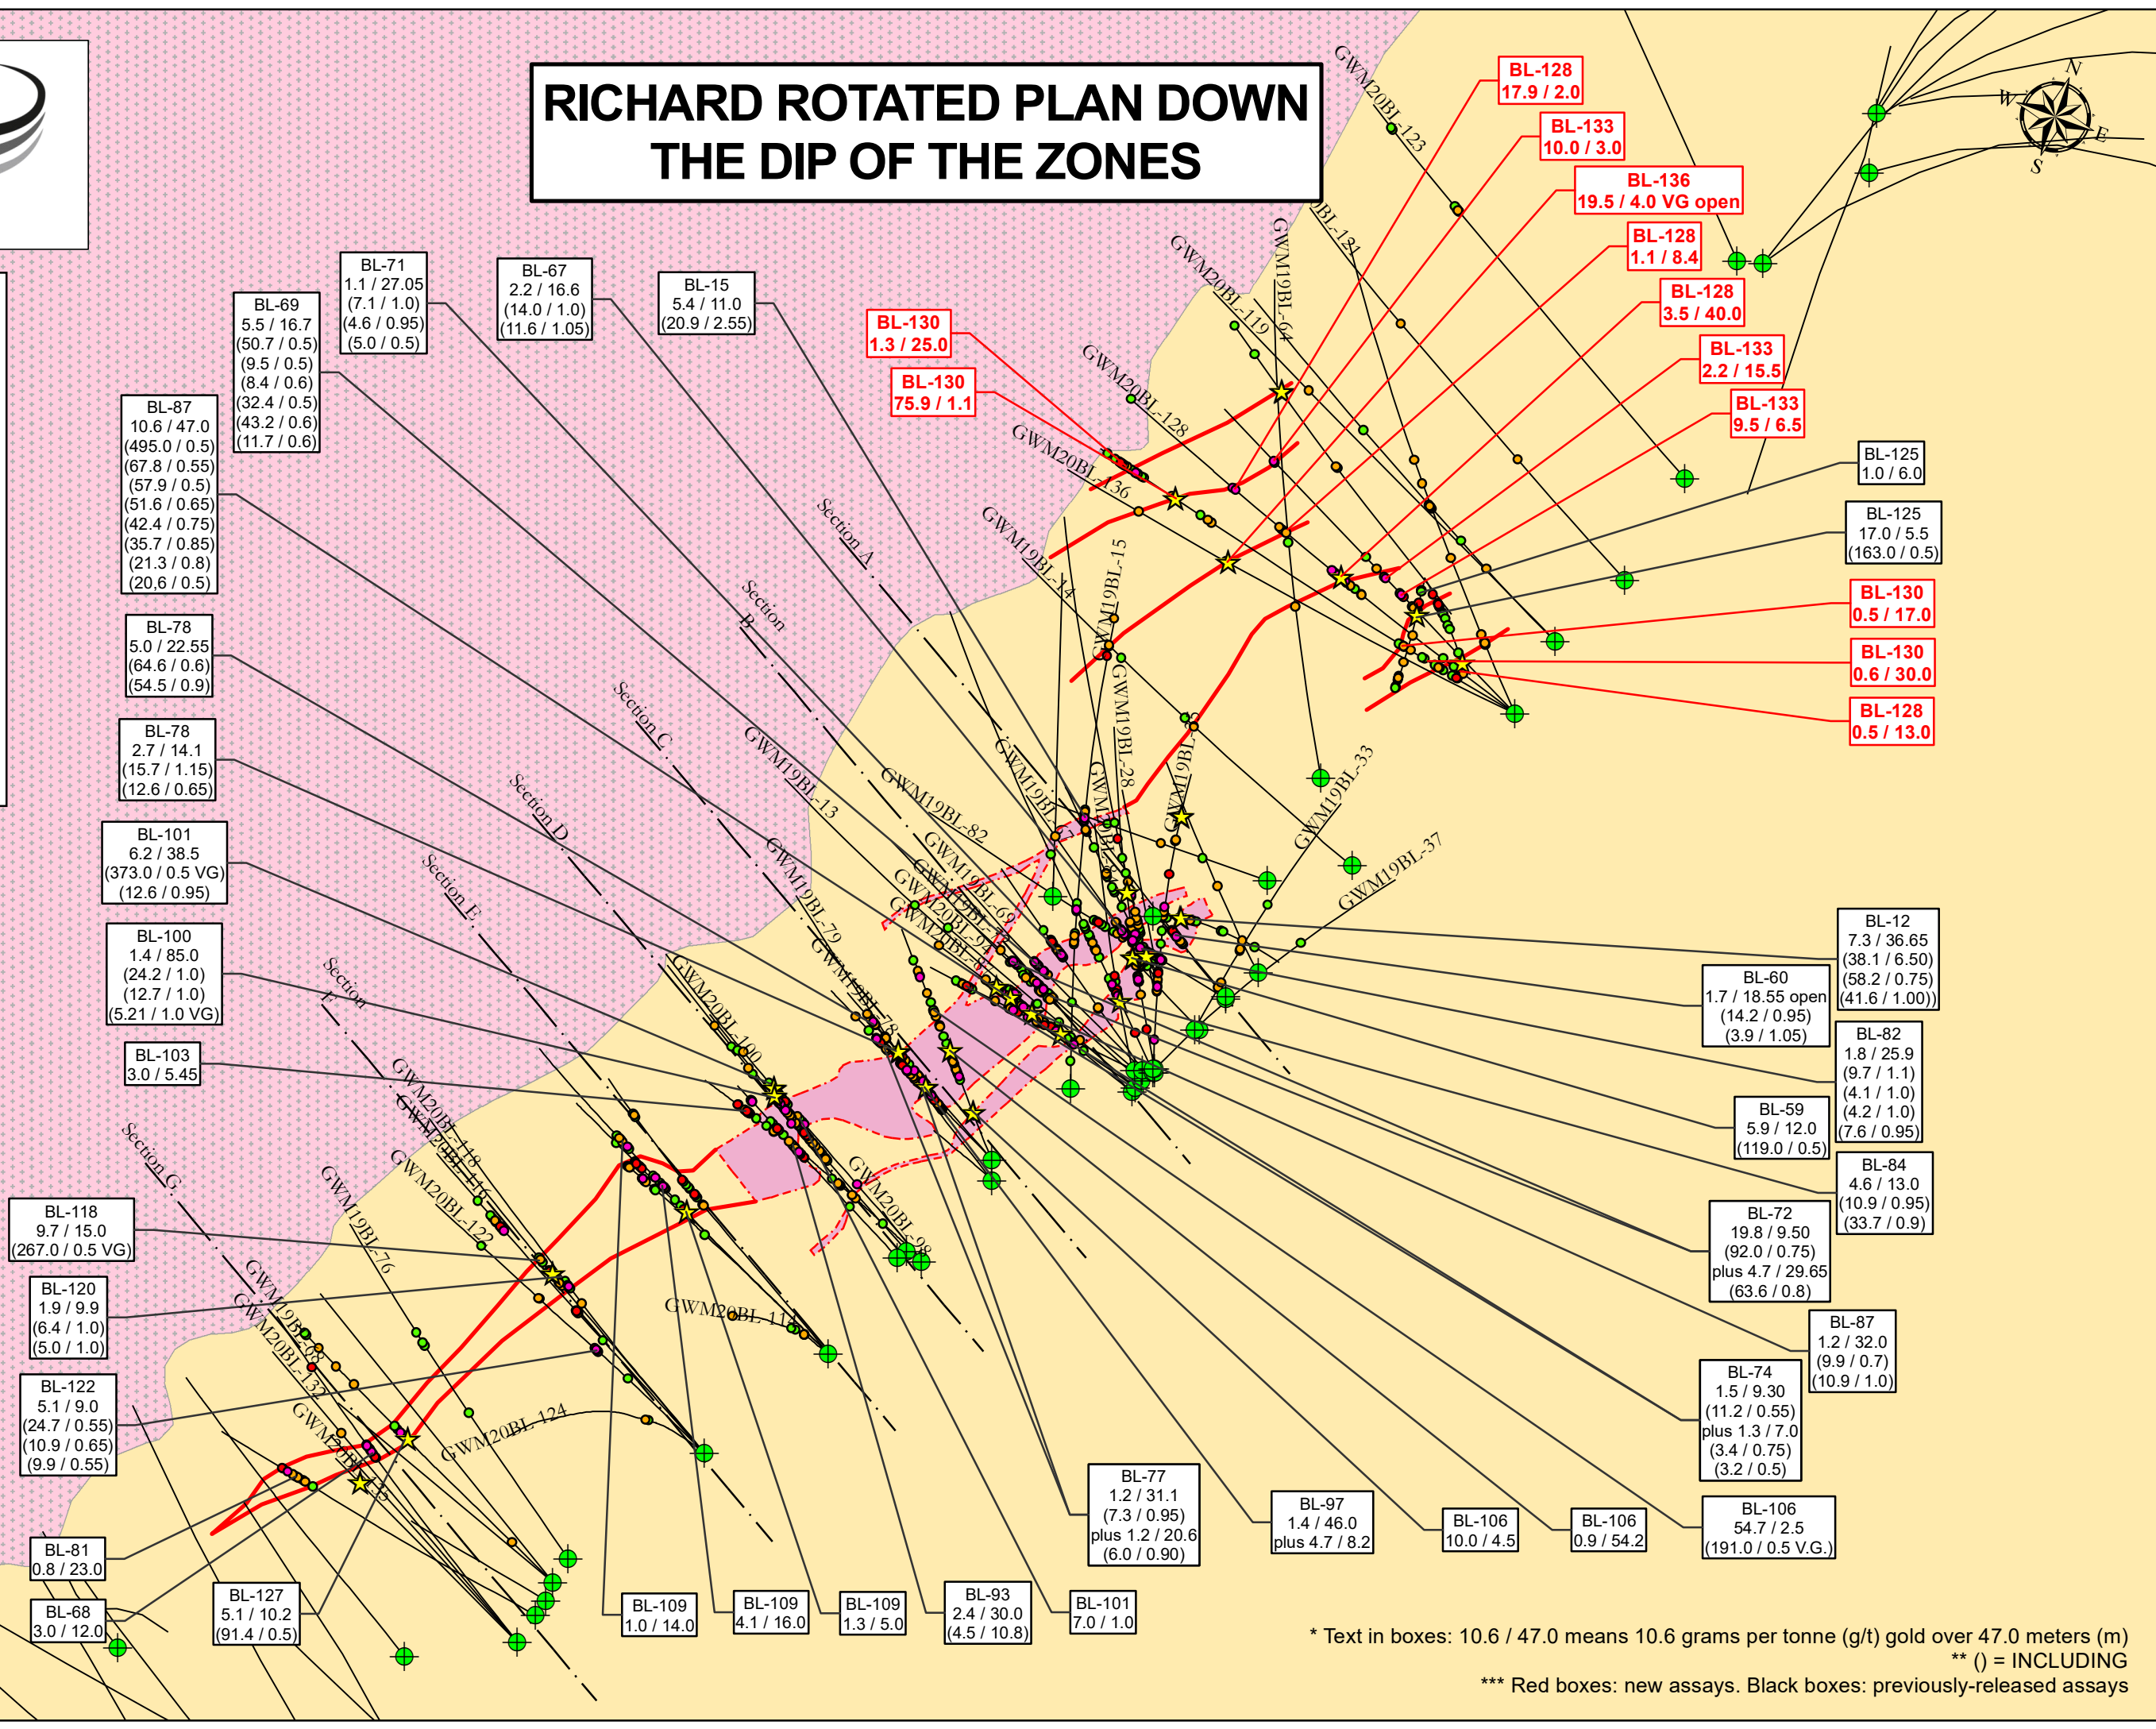 RICHARD ROTATED PLAN DOWN
THE DIP OF THE ZONES
N
W
E
S
BL-128
17.9 / 2.0
BL-133
10.0 / 3.0
BL-136
19.5 / 4.0 VG open
BL-128
1.1 / 8.4
BL-128
3.5 / 40.0
BL-133
2.2 / 15.5
BL-133
9.5 / 6.5
BL-71
1.1 / 27.05
(7.1 / 1.0)
(4.6 / 0.95)
(5.0 / 0.5)
BL-67
2.2 / 16.6
(14.0 / 1.0)
(11.6 / 1.05)
BL-15
5.4 / 11.0
(20.9 / 2.55)
BL-130
1.3 / 25.0
BL-130
75.9 / 1.1
BL-69
5.5 / 16.7
(50.7 / 0.5)
(9.5 / 0.5)
(8.4 / 0.6)
(32.4 / 0.5)
(43.2 / 0.6)
(11.7 / 0.6)
BL-87
10.6 / 47.0
(495.0 / 0.5)
(67.8 / 0.55)
(57.9 / 0.5)
(51.6 / 0.65)
(42.4 / 0.75)
(35.7 / 0.85)
(21.3 / 0.8)
(20,6 / 0.5)
BL-78
5.0 / 22.55
(64.6 / 0.6)
(54.5 / 0.9)
BL-78
2.7 / 14.1
(15.7 / 1.15)
(12.6 / 0.65)
BL-101
6.2 / 38.5
(373.0 / 0.5 VG)
(12.6 / 0.95)
BL-100
1.4 / 85.0
(24.2 / 1.0)
(12.7 / 1.0)
(5.21 / 1.0 VG)
BL-103
3.0 / 5.45
BL-118
9.7 / 15.0
(267.0 / 0.5 VG)
BL-120
1.9 / 9.9
(6.4 / 1.0)
(5.0 / 1.0)
BL-122
5.1 / 9.0
(24.7 / 0.55)
(10.9 / 0.65)
(9.9 / 0.55)
BL-81
0.8 / 23.0
BL-68
3.0 / 12.0
BL-127
5.1 / 10.2
(91.4 / 0.5)
BL-125
1.0 / 6.0
BL-125
17.0 / 5.5
(163.0 / 0.5)
BL-130
0.5 / 17.0
BL-130
0.6 / 30.0
BL-128
0.5 / 13.0
BL-12
7.3 / 36.65
(38.1 / 6.50)
(58.2 / 0.75)
(41.6 / 1.00))
BL-60
1.7 / 18.55 open
(14.2 / 0.95)
(3.9 / 1.05)
BL-82
1.8 / 25.9
(9.7 / 1.1)
(4.1 / 1.0)
(4.2 / 1.0)
(7.6 / 0.95)
BL-59
5.9 / 12.0
(119.0 / 0.5)
BL-84
4.6 / 13.0
(10.9 / 0.95)
(33.7 / 0.9)
BL-72
19.8 / 9.50
(92.0 / 0.75)
plus 4.7 / 29.65
(63.6 / 0.8)
BL-87
1.2 / 32.0
(9.9 / 0.7)
(10.9 / 1.0)
BL-74
1.5 / 9.30
(11.2 / 0.55)
plus 1.3 / 7.0
(3.4 / 0.75)
(3.2 / 0.5)
BL-77
1.2 / 31.1
(7.3 / 0.95)
plus 1.2 / 20.6
(6.0 / 0.90)
BL-97
1.4 / 46.0
plus 4.7 / 8.2
BL-106
10.0 / 4.5
BL-106
0.9 / 54.2
BL-106
54.7 / 2.5
(191.0 / 0.5 V.G.)
BL-109
1.0 / 14.0
BL-109
4.1 / 16.0
BL-109
1.3 / 5.0
BL-93
2.4 / 30.0
(4.5 / 10.8)
BL-101
7.0 / 1.0
GWM20BL-123
BL-121
GWM19BL-64
GWM20BL-119
GWM20BL-128
GWM20BL-136
GWM19BL-14
GWM19BL-15
GWM19BL-28
GWM19BL-33
GWM19BL-37
GWM19BL-82
GWM19BL-13
GWM19BL-79
GWM19BL-78
GWM20BL-100
GWM20BL-98
GWM20BL-114
GWM20BL-118
GWM20BL-116
GWM20BL-122
GWM19BL-76
GWM20BL-124
GWM20BL-132
Section A
Section
B
Section C
Section D
Section E
Section
F
Section G
* Text in boxes: 10.6 / 47.0 means 10.6 grams per tonne (g/t) gold over 47.0 meters (m)
** () = INCLUDING
*** Red boxes: new assays. Black boxes: previously-released assays